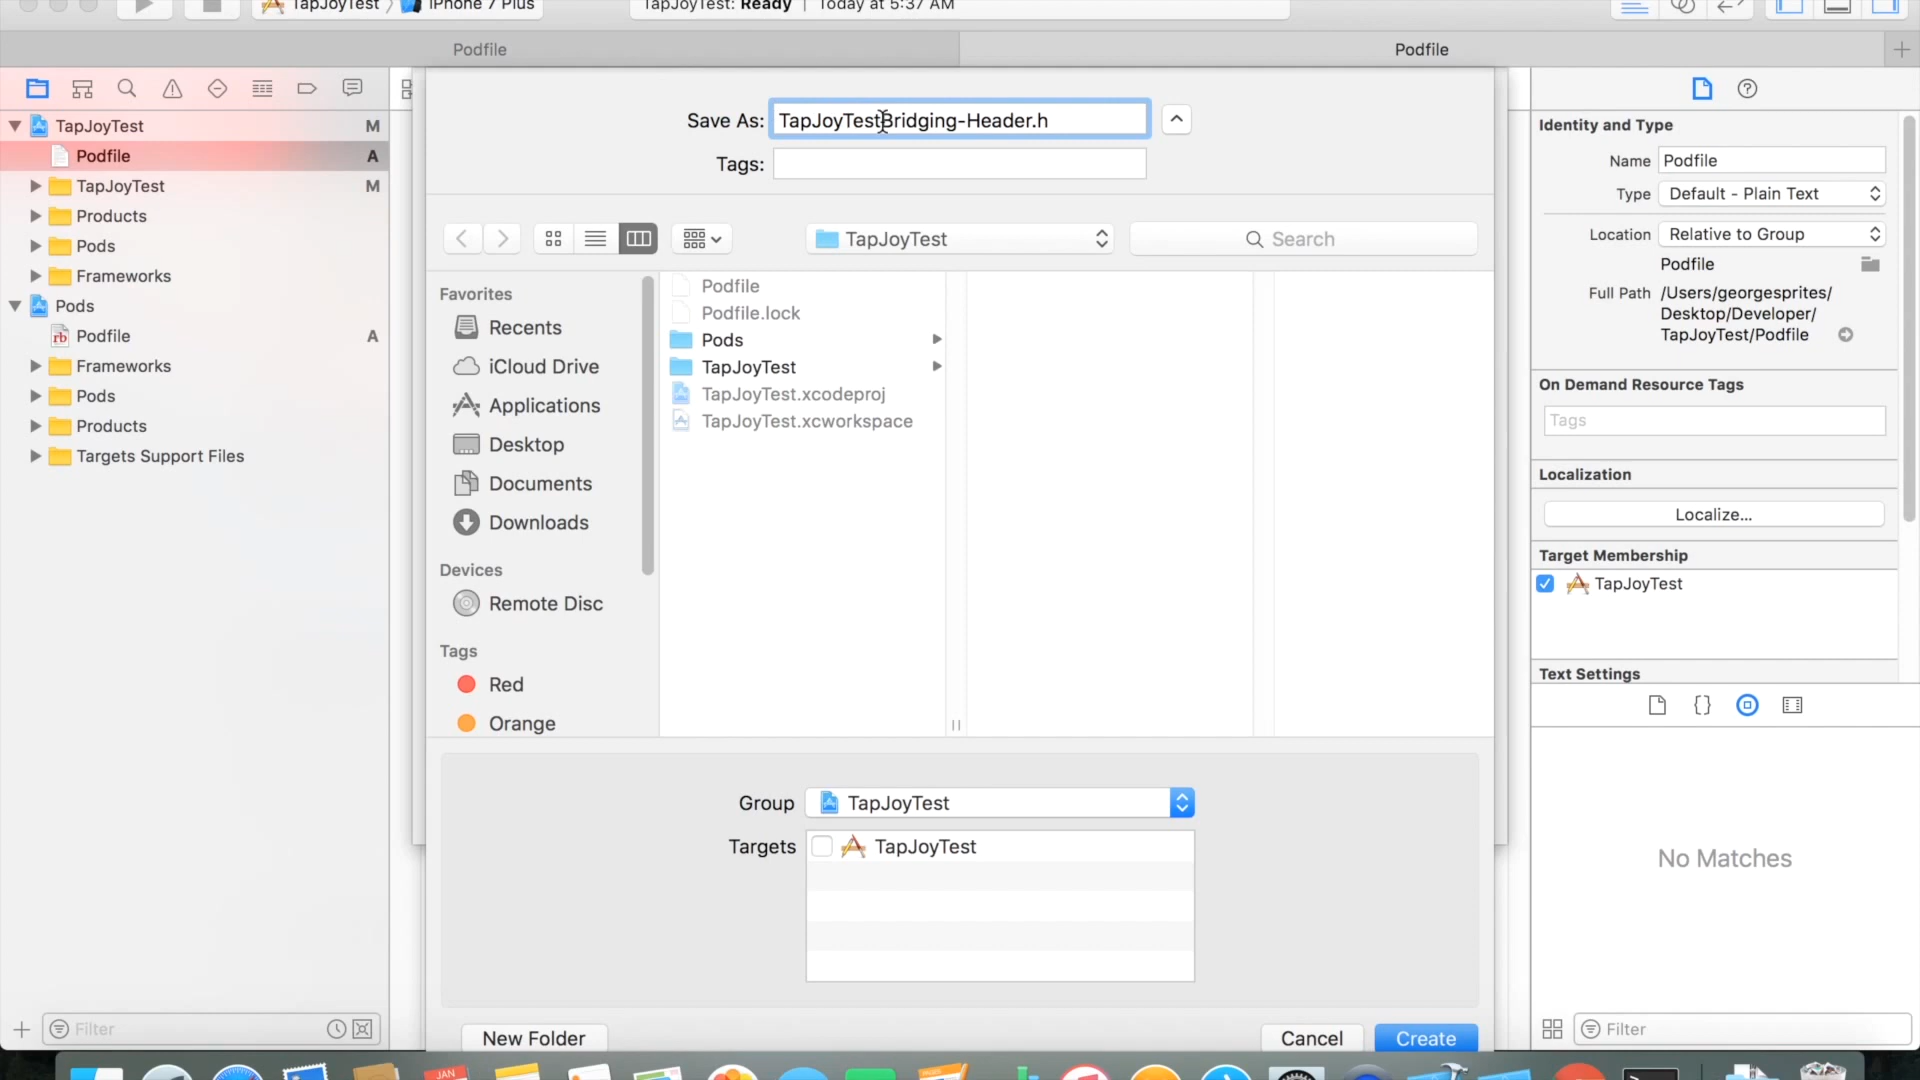 TapJoyTest 〉 iPhone 7 Plus
TapJoyTest: Ready | Today at 5:37 AM
Podfile
Podfile
TapJoyTest M
Podfile A
TapJoyTest M
Products
Pods
Frameworks
Pods
Podfile A
Frameworks
Pods
Products
Targets Support Files
Filter
Save As: TapJoyTestBridging-Header.h
Tags:
TapJoyTest
Search
Favorites
Recents
iCloud Drive
Applications
Desktop
Documents
Downloads
Devices
Remote Disc
Tags
Red
Orange
Podfile
Podfile.lock
Pods
TapJoyTest
TapJoyTest.xcodeproj
TapJoyTest.xcworkspace
Group TapJoyTest
Targets TapJoyTest
New Folder
Cancel
Create
Identity and Type
Name Podfile
Type Default - Plain Text
Location Relative to Group
Podfile
Full Path /Users/georgesprites/
Desktop/Developer/
TapJoyTest/Podfile
On Demand Resource Tags
Tags
Localization
Localize...
Target Membership
TapJoyTest
Text Settings
{}
No Matches
Filter
JAN